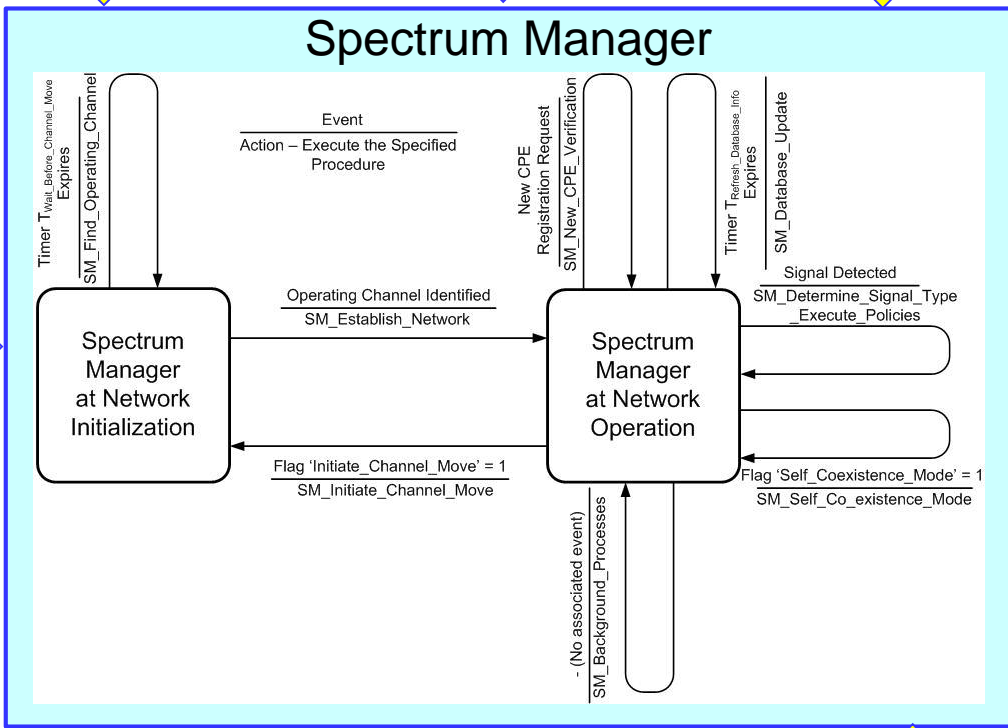 Spectrum Manager
Timer TWait_Before_Channel_Move
Expires
SM_Find_Operating_Channel
Event
Action – Execute the Specified
Procedure
New CPE
Registration Request
SM_New_CPE_Verification
Timer TRefresh_Database_Info
Expires
SM_Database_Update
Signal Detected
SM_Determine_Signal_Type
_Execute_Policies
Operating Channel Identified
SM_Establish_Network
Spectrum
Manager
at Network
Initialization
Spectrum
Manager
at Network
Operation
Flag 'Initiate_Channel_Move' = 1
SM_Initiate_Channel_Move
Flag 'Self_Coexistence_Mode' = 1
SM_Self_Co_existence_Mode
- (No associated event)
SM_Background_Processes